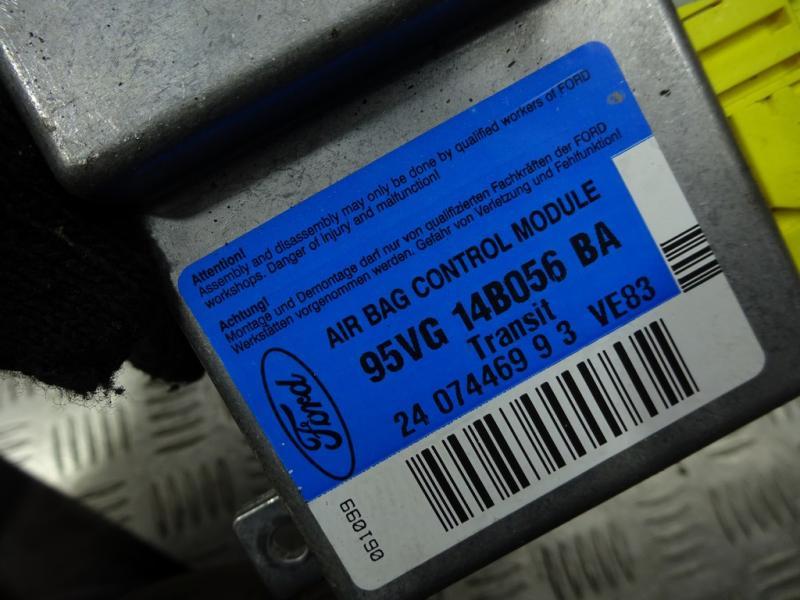 Attention!
Assembly and disassembly may only be done by qualified workers of FORD
workshops. Danger of injury and malfunction!
Achtung!
Montage und Demontage darf nur von qualifizierten Fachkräften der FORD
Werkstätten vorgenommen werden. Gefahr von Verletzung und Fehlfunktion!
AIR BAG CONTROL MODULE
95VG 14B056 BA
Transit
24 074469 9 3 VE83
Ford
061099